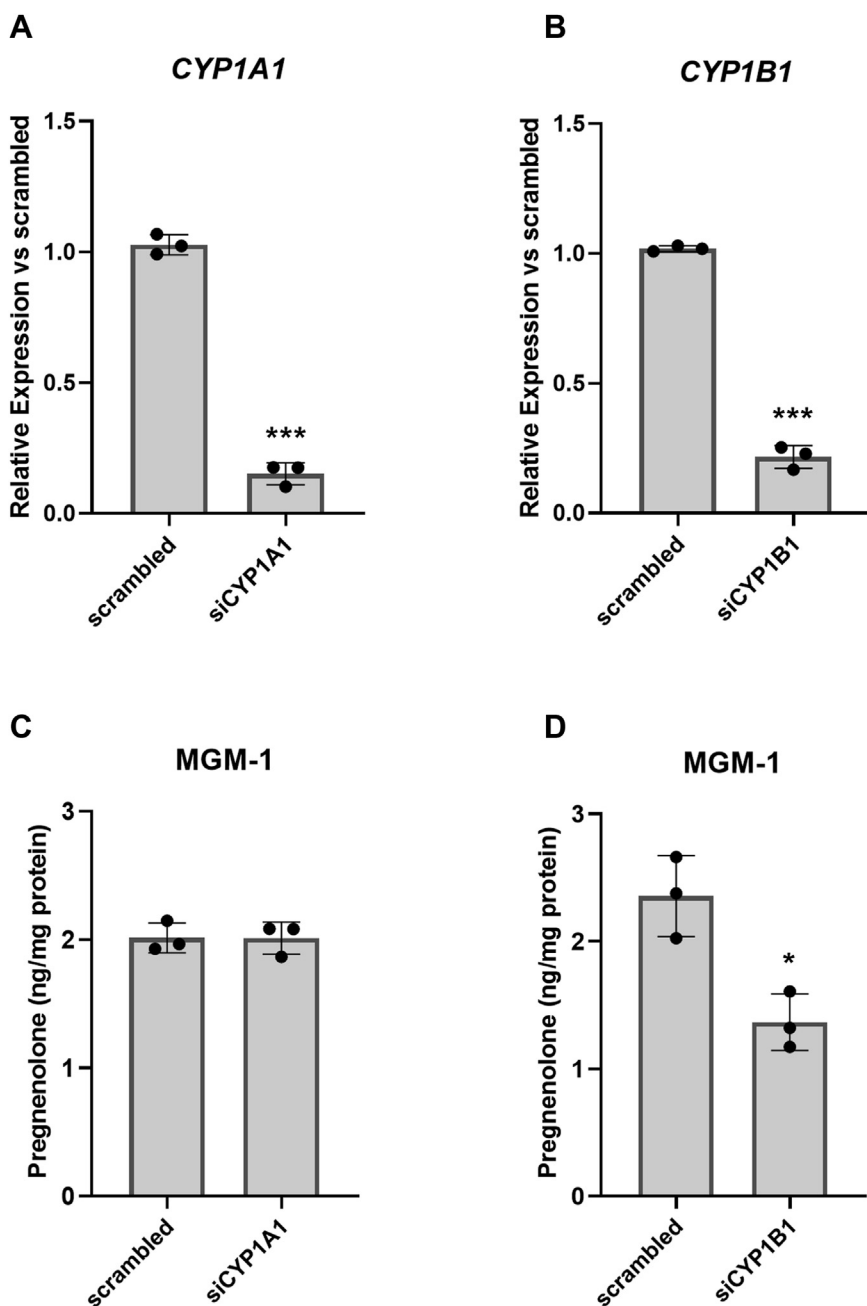 A
CYP1A1
Relative Expression vs scrambled
1.5
1.0
0.5
0.0
***
scrambled
siCYP1A1
B
CYP1B1
Relative Expression vs scrambled
1.5
1.0
0.5
0.0
***
scrambled
siCYP1B1
C
MGM-1
Pregnenolone (ng/mg protein)
3
2
1
0
scrambled
siCYP1A1
D
MGM-1
Pregnenolone (ng/mg protein)
3
2
1
0
*
scrambled
siCYP1B1